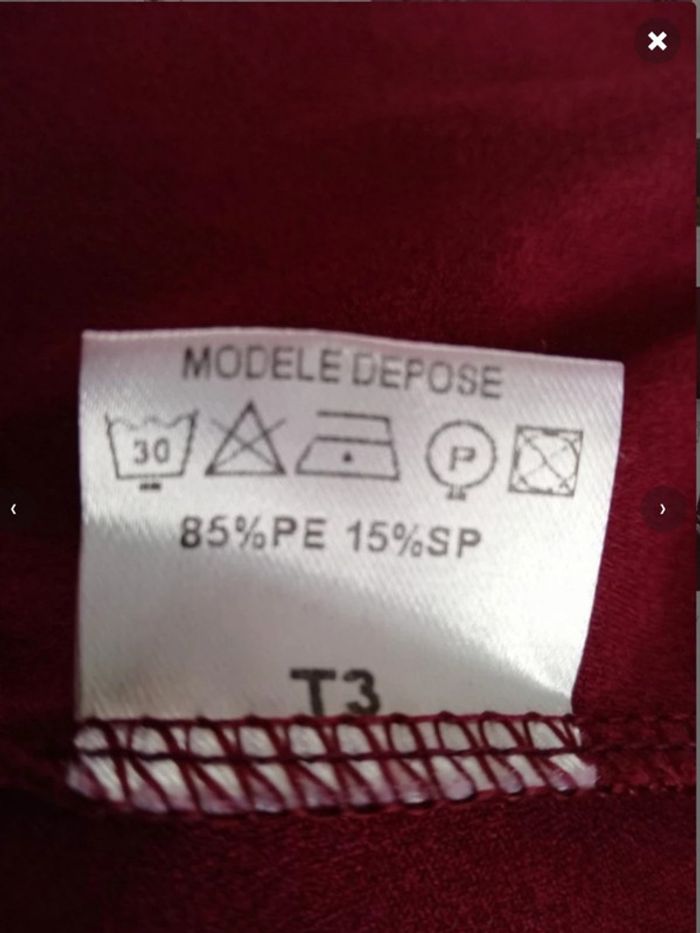 MODELE DEPOSE
30 P
85%PE 15%SP
T3